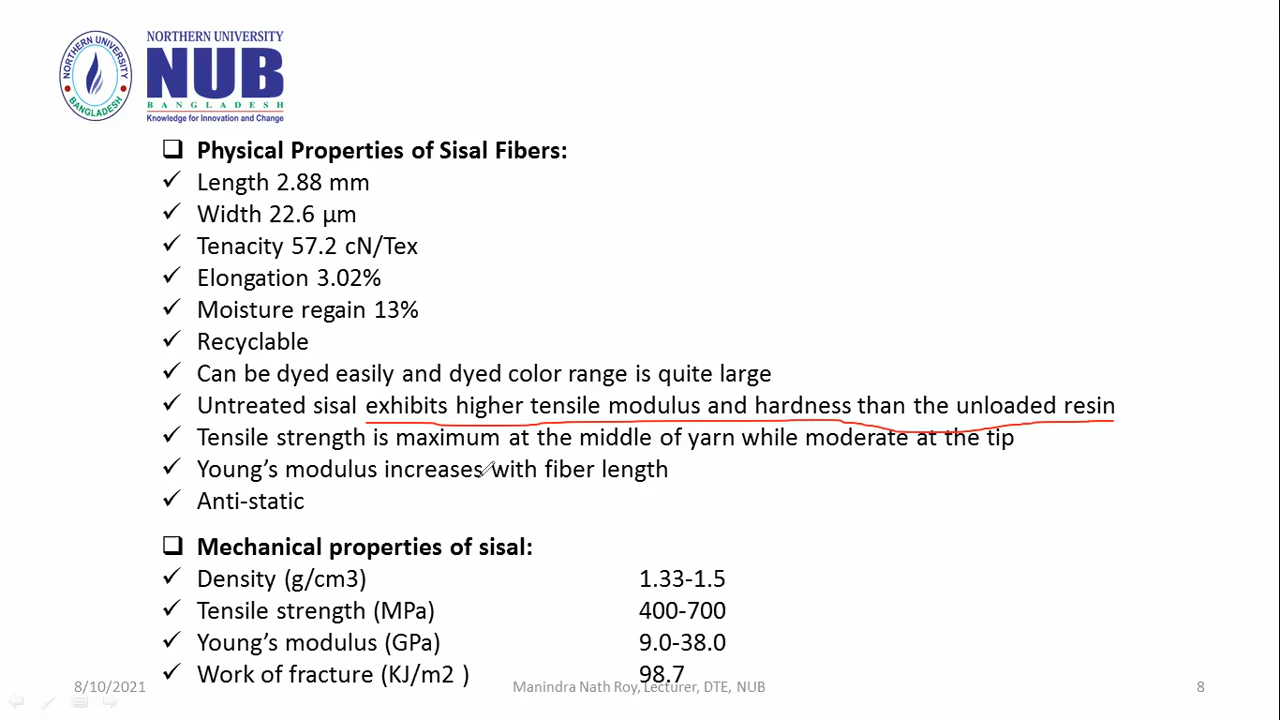 NORTHERN UNIVERSITY
BANGLADESH
NORTHERN UNIVERSITY
NUB
BANGLADESH
Knowledge for Innovation and Change
Physical Properties of Sisal Fibers:
Length 2.88 mm
Width 22.6 µm
Tenacity 57.2 cN/Tex
Elongation 3.02%
Moisture regain 13%
Recyclable
Can be dyed easily and dyed color range is quite large
Untreated sisal exhibits higher tensile modulus and hardness than the unloaded resin
Tensile strength is maximum at the middle of yarn while moderate at the tip
Young’s modulus increases with fiber length
Anti-static
Mechanical properties of sisal:
Density (g/cm3) 1.33-1.5
Tensile strength (MPa) 400-700
Young’s modulus (GPa) 9.0-38.0
Work of fracture (KJ/m2 ) 98.7
8/10/2021 Manindra Nath Roy, Lecturer, DTE, NUB 8